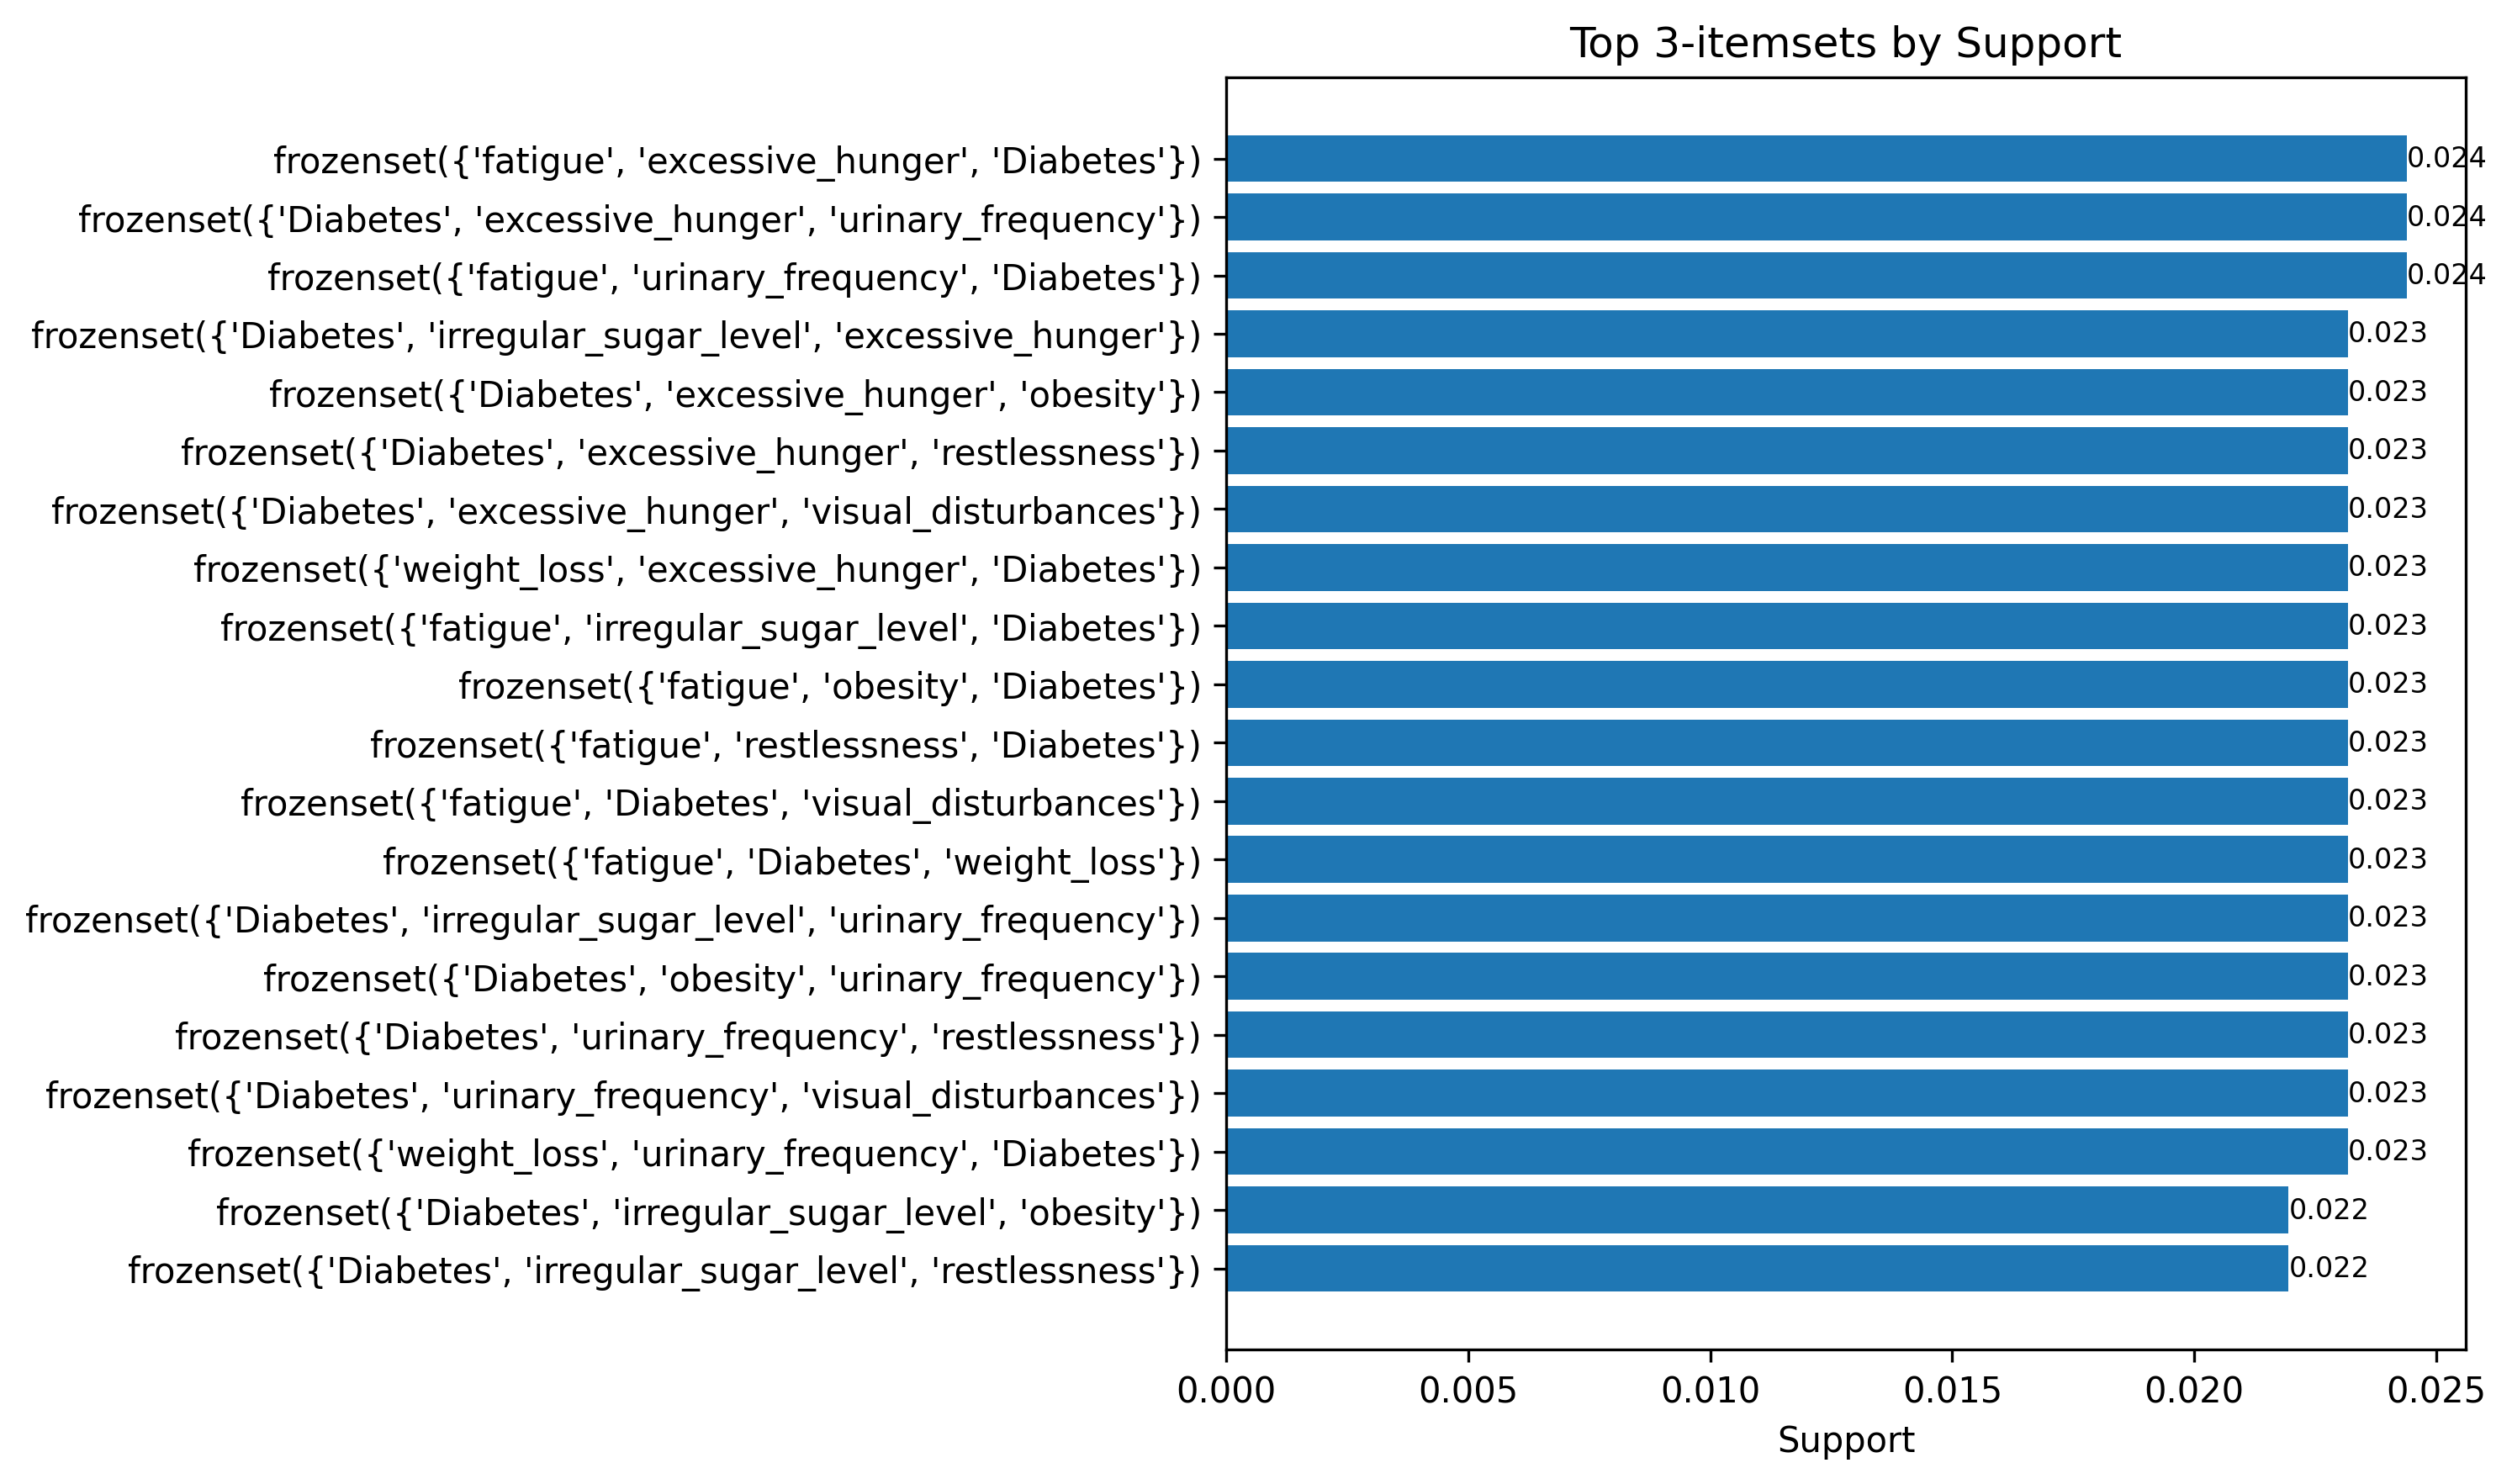 Top 3-itemsets by Support
frozenset({'fatigue', 'excessive_hunger', 'Diabetes'})
0.024
frozenset({'Diabetes', 'excessive_hunger', 'urinary_frequency'})
0.024
frozenset({'fatigue', 'urinary_frequency', 'Diabetes'})
0.024
frozenset({'Diabetes', 'irregular_sugar_level', 'excessive_hunger'})
0.023
frozenset({'Diabetes', 'excessive_hunger', 'obesity'})
0.023
frozenset({'Diabetes', 'excessive_hunger', 'restlessness'})
0.023
frozenset({'Diabetes', 'excessive_hunger', 'visual_disturbances'})
0.023
frozenset({'weight_loss', 'excessive_hunger', 'Diabetes'})
0.023
frozenset({'fatigue', 'irregular_sugar_level', 'Diabetes'})
0.023
frozenset({'fatigue', 'obesity', 'Diabetes'})
0.023
frozenset({'fatigue', 'restlessness', 'Diabetes'})
0.023
frozenset({'fatigue', 'Diabetes', 'visual_disturbances'})
0.023
frozenset({'fatigue', 'Diabetes', 'weight_loss'})
0.023
frozenset({'Diabetes', 'irregular_sugar_level', 'urinary_frequency'})
0.023
frozenset({'Diabetes', 'obesity', 'urinary_frequency'})
0.023
frozenset({'Diabetes', 'urinary_frequency', 'restlessness'})
0.023
frozenset({'Diabetes', 'urinary_frequency', 'visual_disturbances'})
0.023
frozenset({'weight_loss', 'urinary_frequency', 'Diabetes'})
0.023
frozenset({'Diabetes', 'irregular_sugar_level', 'obesity'})
0.022
frozenset({'Diabetes', 'irregular_sugar_level', 'restlessness'})
0.022
0.000 0.005 0.010 0.015 0.020 0.025
Support